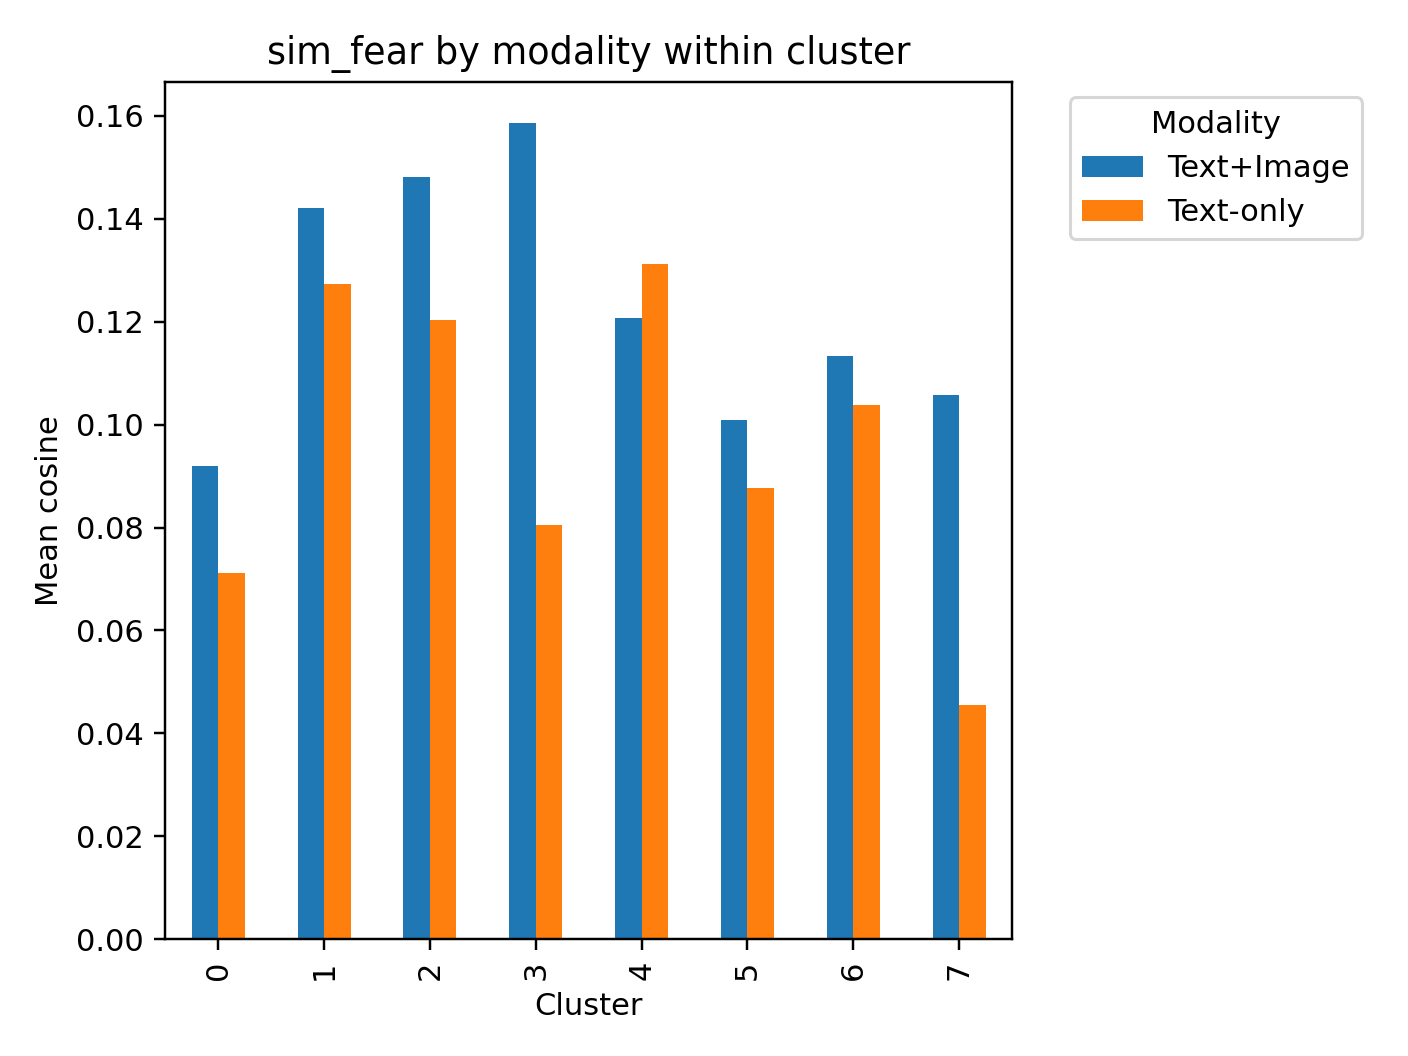 sim_fear by modality within cluster
Modality
Text+Image
Text-only
0.16
0.14
0.12
0.10
0.08
0.06
0.04
0.02
0.00
Mean cosine
0 1 2 3 4 5 6 7
Cluster